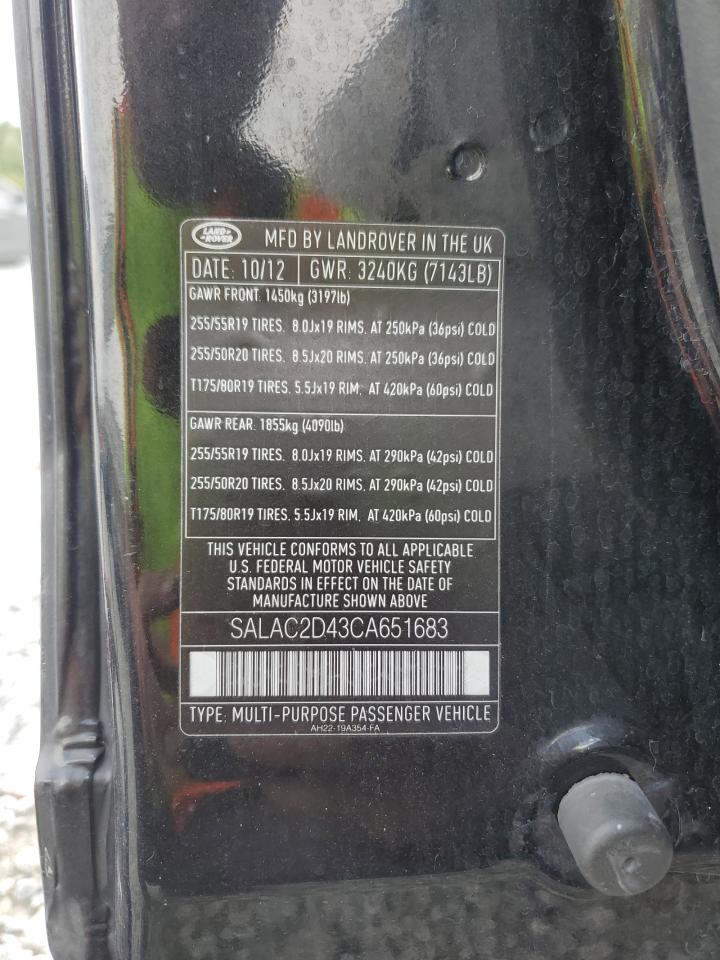 LAND ROVER MFD BY LANDROVER IN THE UK
DATE: 10/12 GWR: 3240KG (7143LB)
GAWR FRONT: 1450kg (3197lb)
255/55R19 TIRES. 8.0Jx19 RIMS. AT 250kPa (36psi) COLD
255/50R20 TIRES. 8.5Jx20 RIMS. AT 250kPa (36psi) COLD
T175/80R19 TIRES. 5.5Jx19 RIM, AT 420kPa (60psi) COLD
GAWR REAR: 1855kg (4090lb)
255/55R19 TIRES. 8.0Jx19 RIMS. AT 290kPa (42psi) COLD
255/50R20 TIRES. 8.5Jx20 RIMS. AT 290kPa (42psi) COLD
T175/80R19 TIRES. 5.5Jx19 RIM, AT 420kPa (60psi) COLD
THIS VEHICLE CONFORMS TO ALL APPLICABLE
U.S. FEDERAL MOTOR VEHICLE SAFETY
STANDARDS IN EFFECT ON THE DATE OF
MANUFACTURE SHOWN ABOVE
SALAC2D43CA651683
TYPE: MULTI-PURPOSE PASSENGER VEHICLE
AH22-19A354-FA